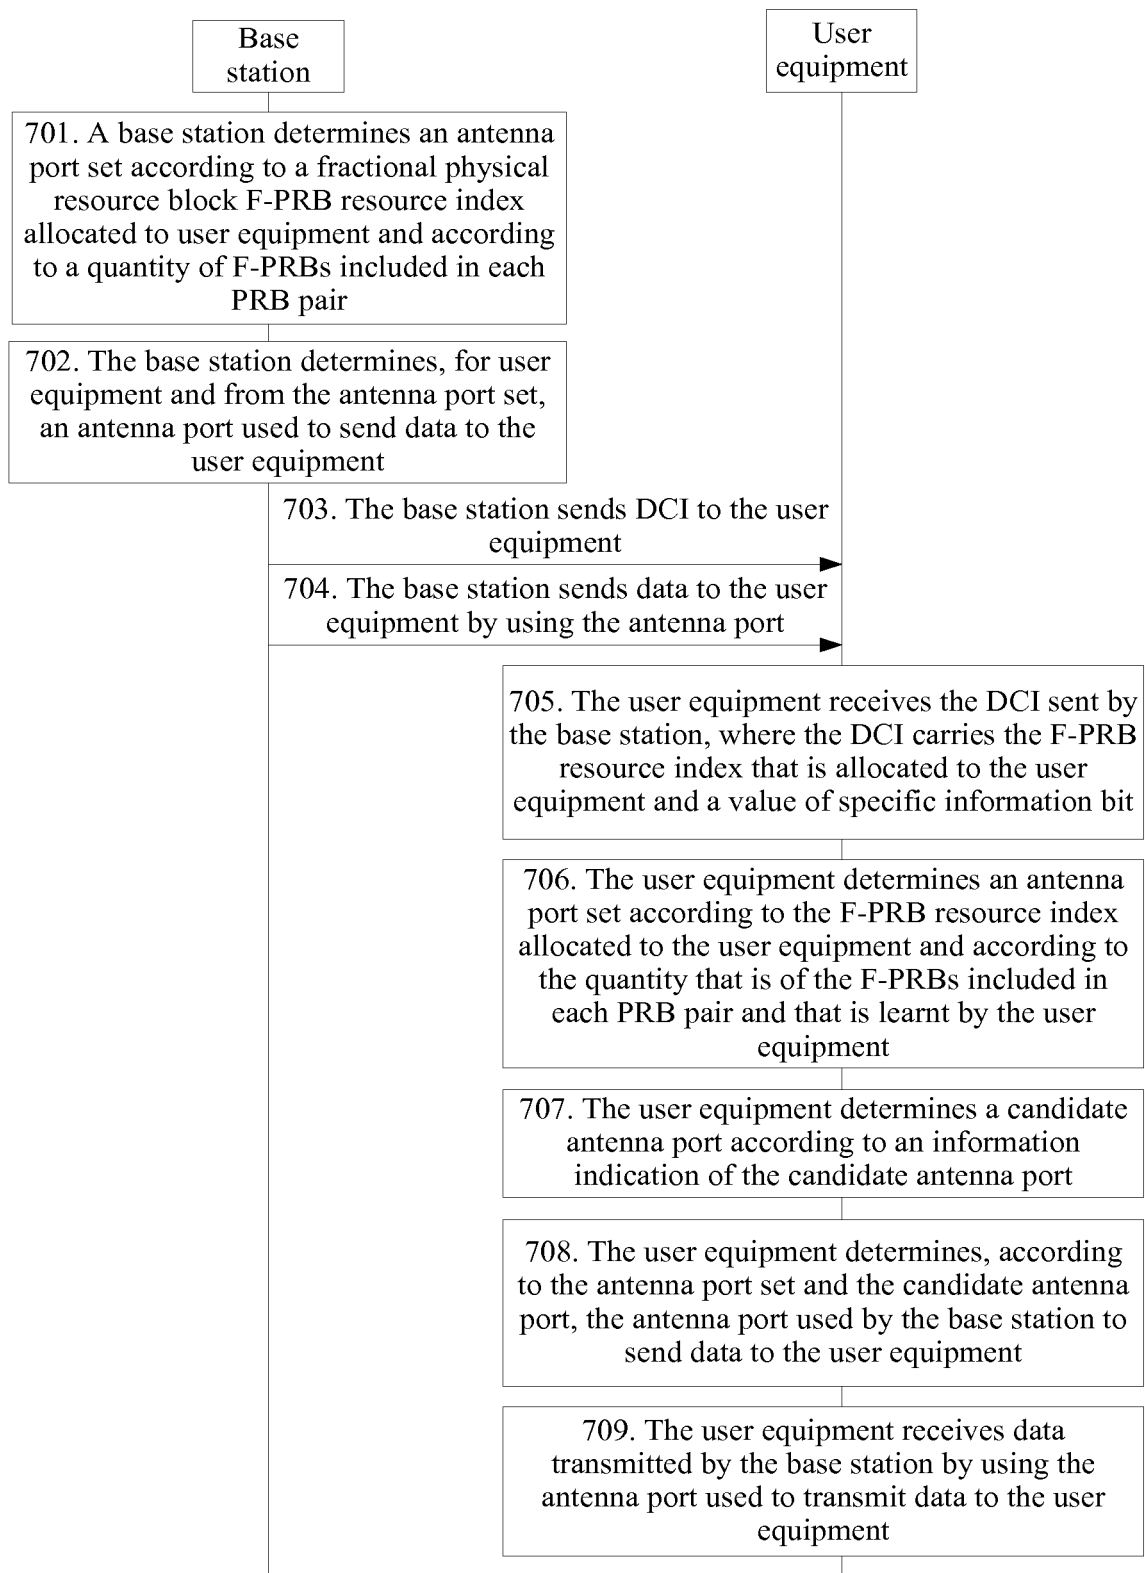 Base
station
User
equipment
701. A base station determines an antenna
port set according to a fractional physical
resource block F-PRB resource index
allocated to user equipment and according
to a quantity of F-PRBs included in each
PRB pair
702. The base station determines, for user
equipment and from the antenna port set,
an antenna port used to send data to the
user equipment
703. The base station sends DCI to the user
equipment
704. The base station sends data to the user
equipment by using the antenna port
705. The user equipment receives the DCI sent by
the base station, where the DCI carries the F-PRB
resource index that is allocated to the user
equipment and a value of specific information bit
706. The user equipment determines an antenna
port set according to the F-PRB resource index
allocated to the user equipment and according to
the quantity that is of the F-PRBs included in
each PRB pair and that is learnt by the user
equipment
707. The user equipment determines a candidate
antenna port according to an information
indication of the candidate antenna port
708. The user equipment determines, according
to the antenna port set and the candidate antenna
port, the antenna port used by the base station to
send data to the user equipment
709. The user equipment receives data
transmitted by the base station by using the
antenna port used to transmit data to the user
equipment